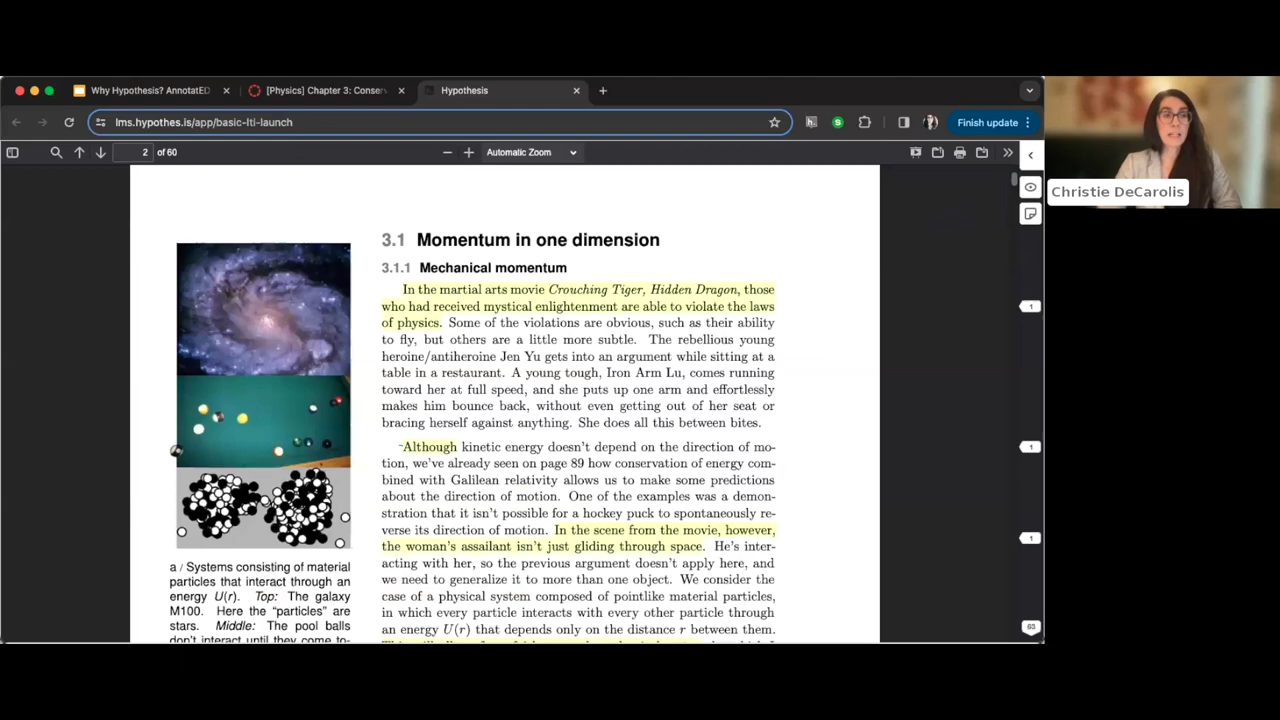 Why Hypothesis? AnnotatED
[Physics] Chapter 3: Conser
Hypothesis
lms.hypothes.is/app/basic-lti-launch
Finish update
2 of 60
Automatic Zoom
Christie DeCarolis
3.1 Momentum in one dimension
3.1.1 Mechanical momentum
In the martial arts movie Crouching Tiger, Hidden Dragon, those
who had received mystical enlightenment are able to violate the laws
of physics. Some of the violations are obvious, such as their ability
to fly, but others are a little more subtle. The rebellious young
heroine/antiheroine Jen Yu gets into an argument while sitting at a
table in a restaurant. A young tough, Iron Arm Lu, comes running
toward her at full speed, and she puts up one arm and effortlessly
makes him bounce back, without even getting out of her seat or
bracing herself against anything. She does all this between bites.
Although kinetic energy doesn't depend on the direction of mo-
tion, we've already seen on page 89 how conservation of energy com-
bined with Galilean relativity allows us to make some predictions
about the direction of motion. One of the examples was a demon-
stration that it isn't possible for a hockey puck to spontaneously re-
verse its direction of motion. In the scene from the movie, however,
the woman's assailant isn't just gliding through space. He's inter-
acting with her, so the previous argument doesn't apply here, and
we need to generalize it to more than one object. We consider the
case of a physical system composed of pointlike material particles,
in which every particle interacts with every other particle through
an energy U(r) that depends only on the distance r between them.
a / Systems consisting of material
particles that interact through an
energy U(r). Top: The galaxy
M100. Here the "particles" are
stars. Middle: The pool balls
don't interact until they come to-
1
1
1
63